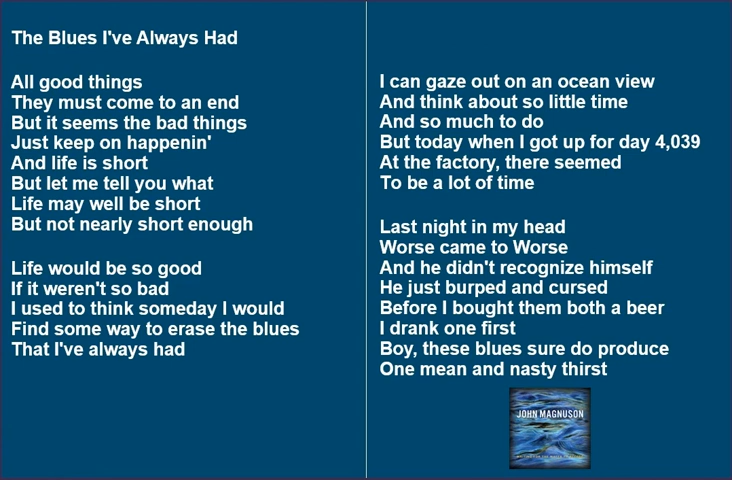 The Blues I've Always Had
All good things
They must come to an end
But it seems the bad things
Just keep on happenin'
And life is short
But let me tell you what
Life may well be short
But not nearly short enough
Life would be so good
If it weren't so bad
I used to think someday I would
Find some way to erase the blues
That I've always had
I can gaze out on an ocean view
And think about so little time
And so much to do
But today when I got up for day 4,039
At the factory, there seemed
To be a lot of time
Last night in my head
Worse came to Worse
And he didn't recognize himself
He just burped and cursed
Before I bought them both a beer
I drank one first
Boy, these blues sure do produce
One mean and nasty thirst
JOHN MAGNUSON